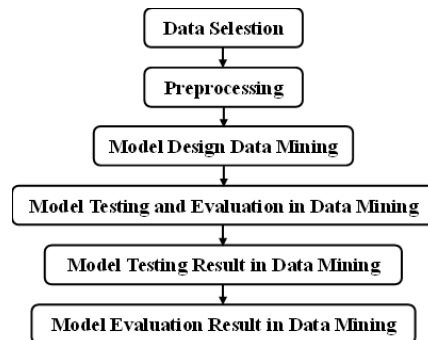 Data Selestion
Preprocessing
Model Design Data Mining
Model Testing and Evaluation in Data Mining
Model Testing Result in Data Mining
Model Evaluation Result in Data Mining